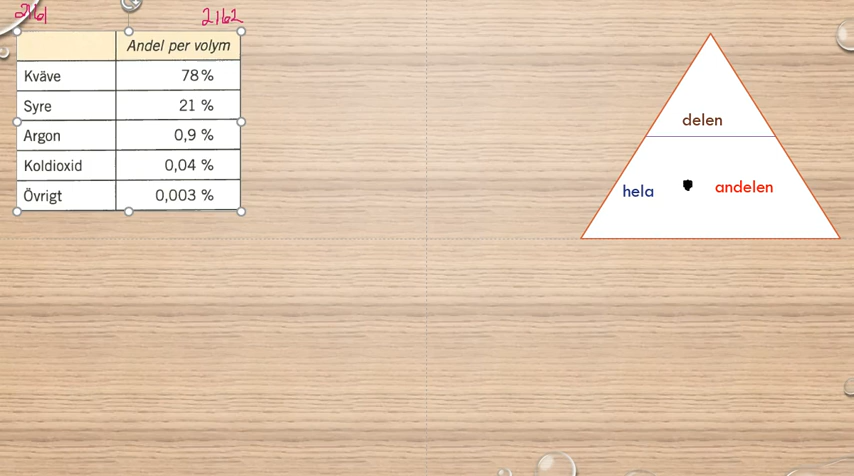 2161 2162
Andel per volym
Kväve 78 %
Syre 21 %
Argon 0,9 %
Koldioxid 0,04 %
Övrigt 0,003 %
delen
hela andelen